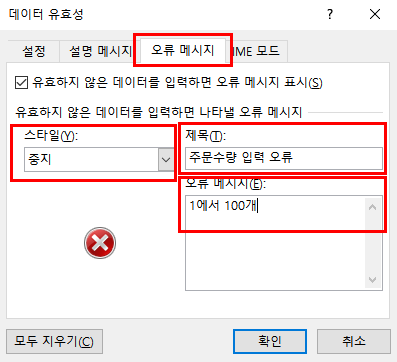 데이터 유효성
설정 설명 메시지 오류 메시지 IME 모드
유효하지 않은 데이터를 입력하면 오류 메시지 표시(S)
유효하지 않은 데이터를 입력하면 나타낼 오류 메시지
스타일(Y):
중지
제목(T):
주문수량 입력 오류
오류 메시지(E):
1에서 100개
모두 지우기(C) 확인 취소